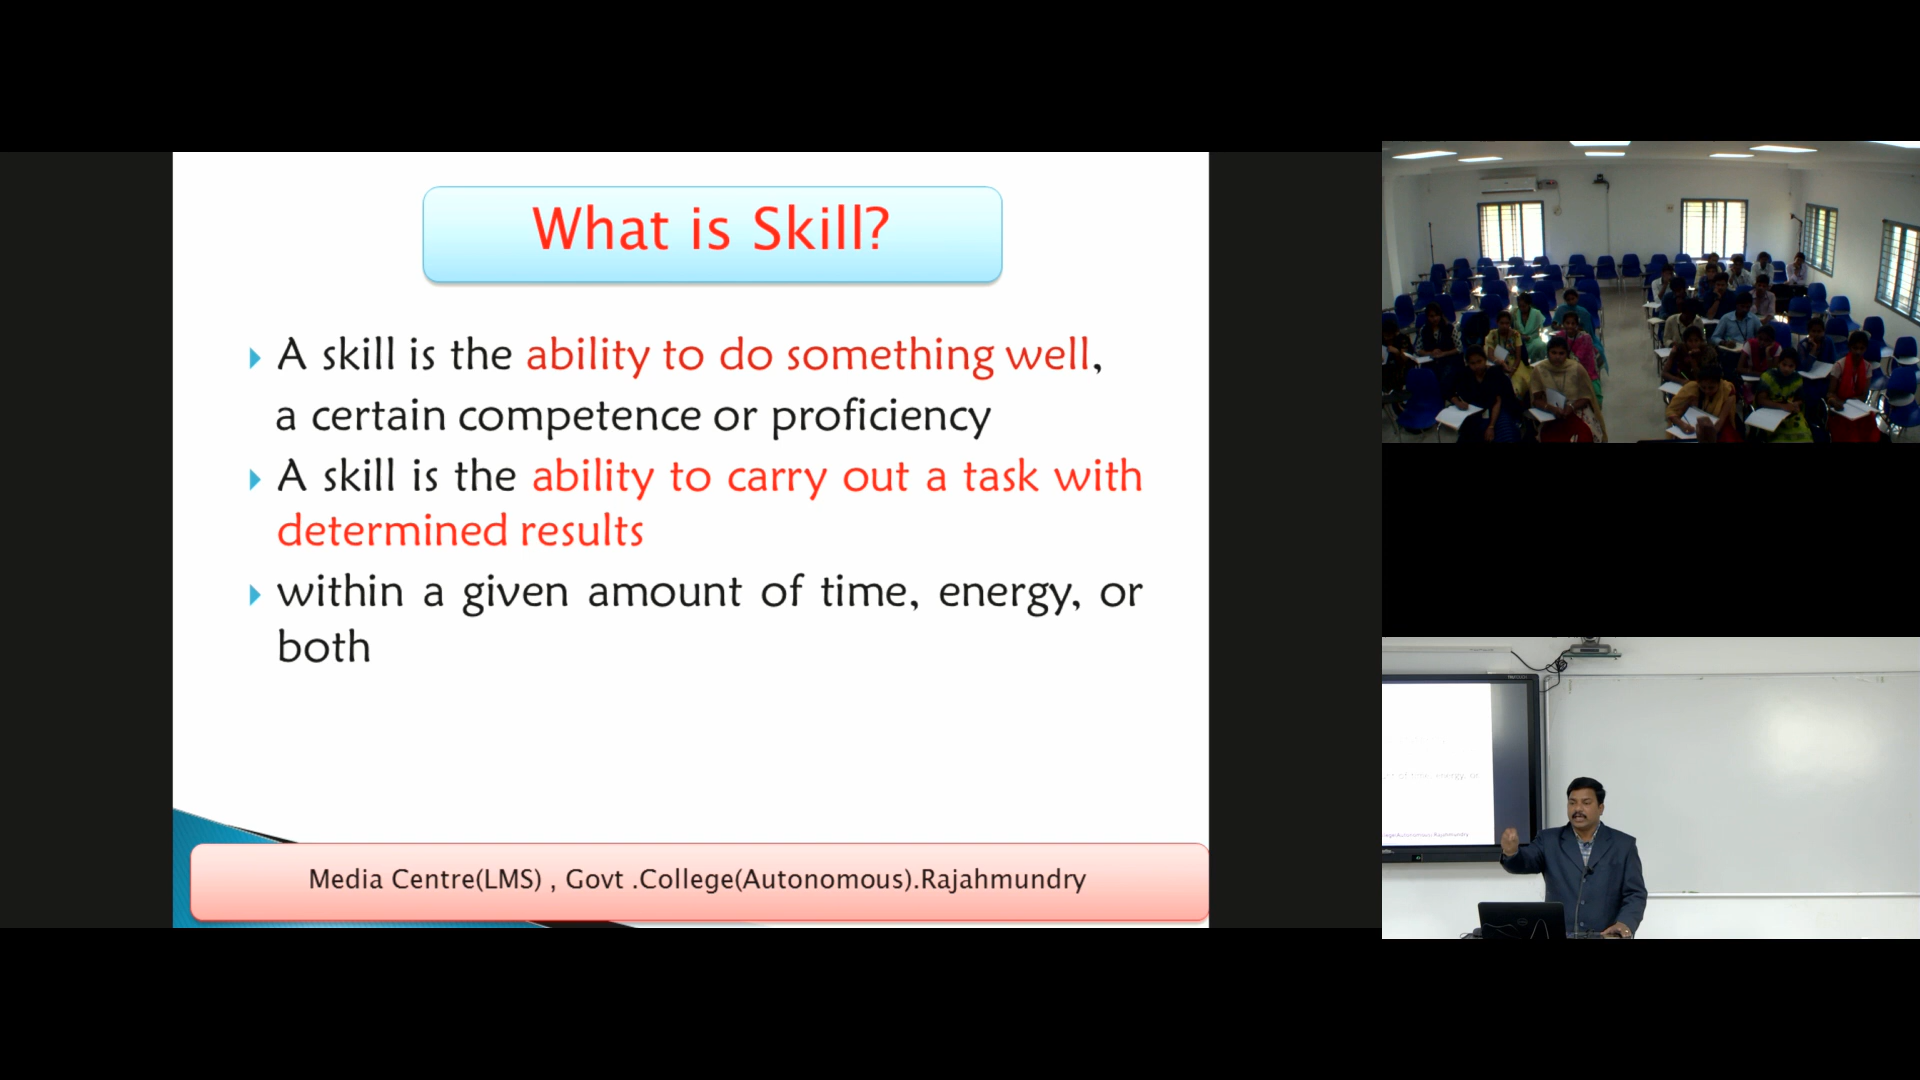 What is Skill?
A skill is the ability to do something well,
a certain competence or proficiency
A skill is the ability to carry out a task with
determined results
within a given amount of time, energy, or
both
Media Centre(LMS) , Govt .College(Autonomous).Rajahmundry